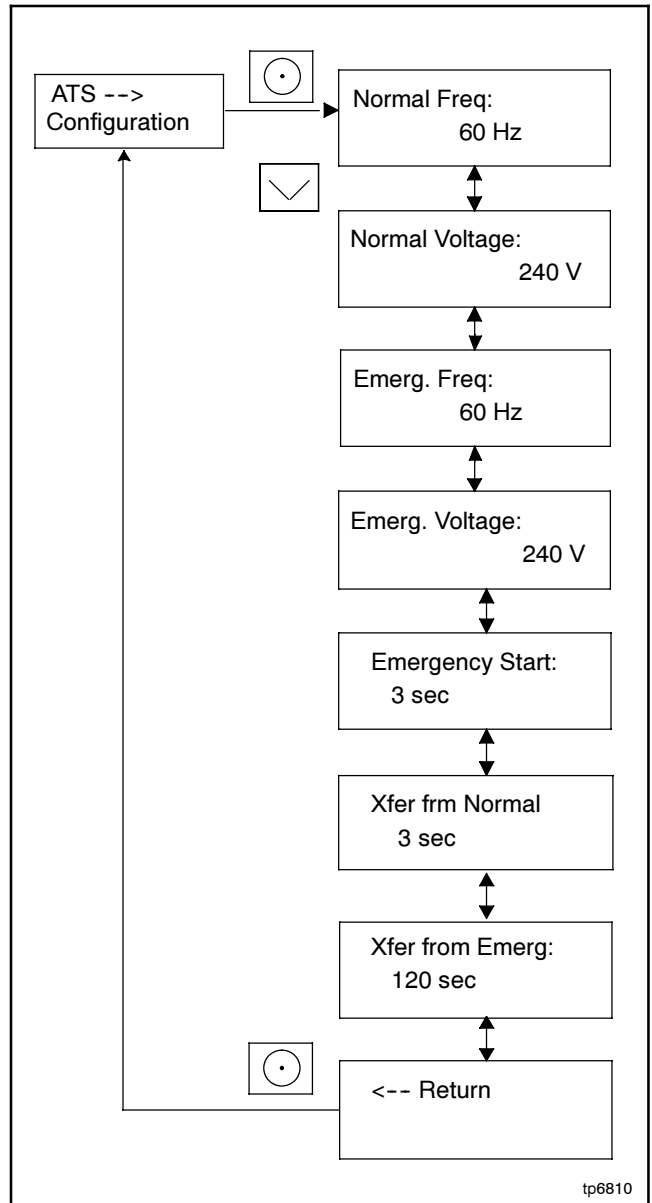 ATS -->
Configuration
Normal Freq:
60 Hz
Normal Voltage:
240 V
Emerg. Freq:
60 Hz
Emerg. Voltage:
240 V
Emergency Start:
3 sec
Xfer frm Normal
3 sec
Xfer from Emerg:
120 sec
<-- Return
tp6810